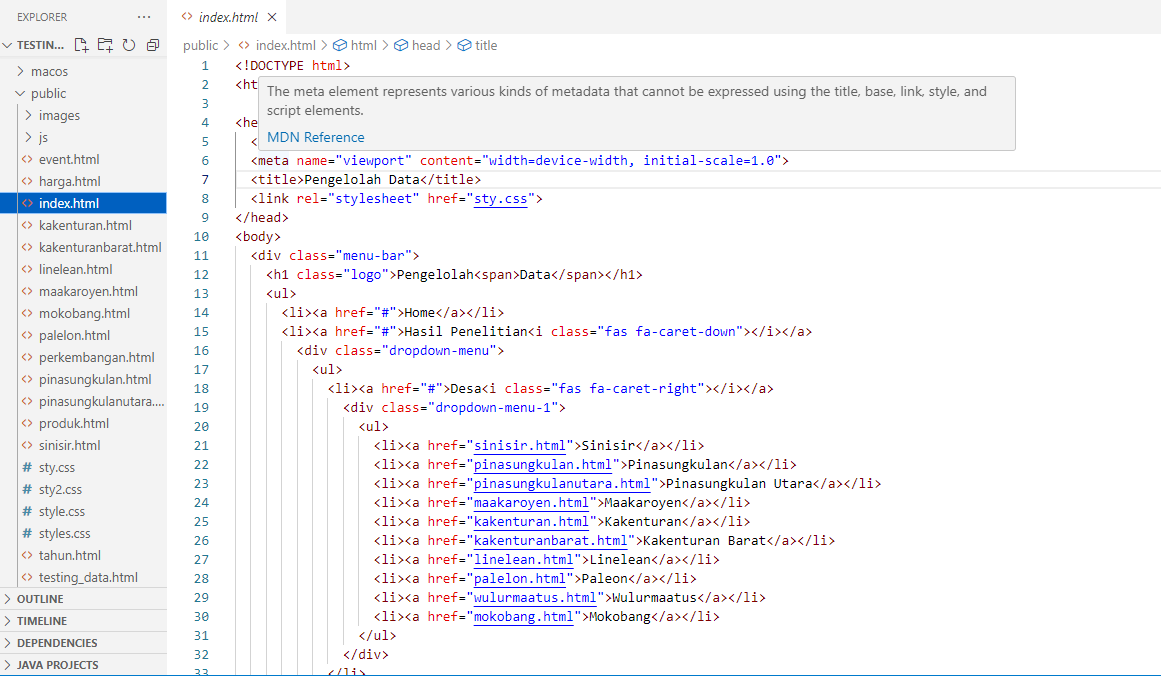 EXPLORER ...
TESTING...
macos
public
images
js
event.html
harga.html
index.html
kakenturan.html
kakenturanbarat.html
linelean.html
maakaroyen.html
mokobang.html
palelon.html
perkembangan.html
pinasungkulan.html
pinasungkulanutara....
produk.html
sinisir.html
# sty.css
# sty2.css
# style.css
# styles.css
tahun.html
testing_data.html
OUTLINE
TIMELINE
DEPENDENCIES
JAVA PROJECTS
<> index.html ×
public > <> index.html > html > head > title
1 <!DOCTYPE html>
2 <ht
The meta element represents various kinds of metadata that cannot be expressed using the title, base, link, style, and
script elements.
MDN Reference
3
4 <he
5 <
6 <meta name="viewport" content="width=device-width, initial-scale=1.0">
7 <title>Pengelolah Data</title>
8 <link rel="stylesheet" href="sty.css">
9 </head>
10 <body>
11 <div class="menu-bar">
12 <h1 class="logo">Pengelolah<span>Data</span></h1>
13 <ul>
14 <li><a href="#">Home</a></li>
15 <li><a href="#">Hasil Penelitian<i class="fas fa-caret-down"></i></a>
16 <div class="dropdown-menu">
17 <ul>
18 <li><a href="#">Desa<i class="fas fa-caret-right"></i></a>
19 <div class="dropdown-menu-1">
20 <ul>
21 <li><a href="sinisir.html">Sinisir</a></li>
22 <li><a href="pinasungkulan.html">Pinasungkulan</a></li>
23 <li><a href="pinasungkulanutara.html">Pinasungkulan Utara</a></li>
24 <li><a href="maakaroyen.html">Maakaroyen</a></li>
25 <li><a href="kakenturan.html">Kakenturan</a></li>
26 <li><a href="kakenturanbarat.html">Kakenturan Barat</a></li>
27 <li><a href="linelean.html">Linelean</a></li>
28 <li><a href="palelon.html">Paleon</a></li>
29 <li><a href="wulurmaatus.html">Wulurmaatus</a></li>
30 <li><a href="mokobang.html">Mokobang</a></li>
31 </ul>
32 </div>
33 </li>